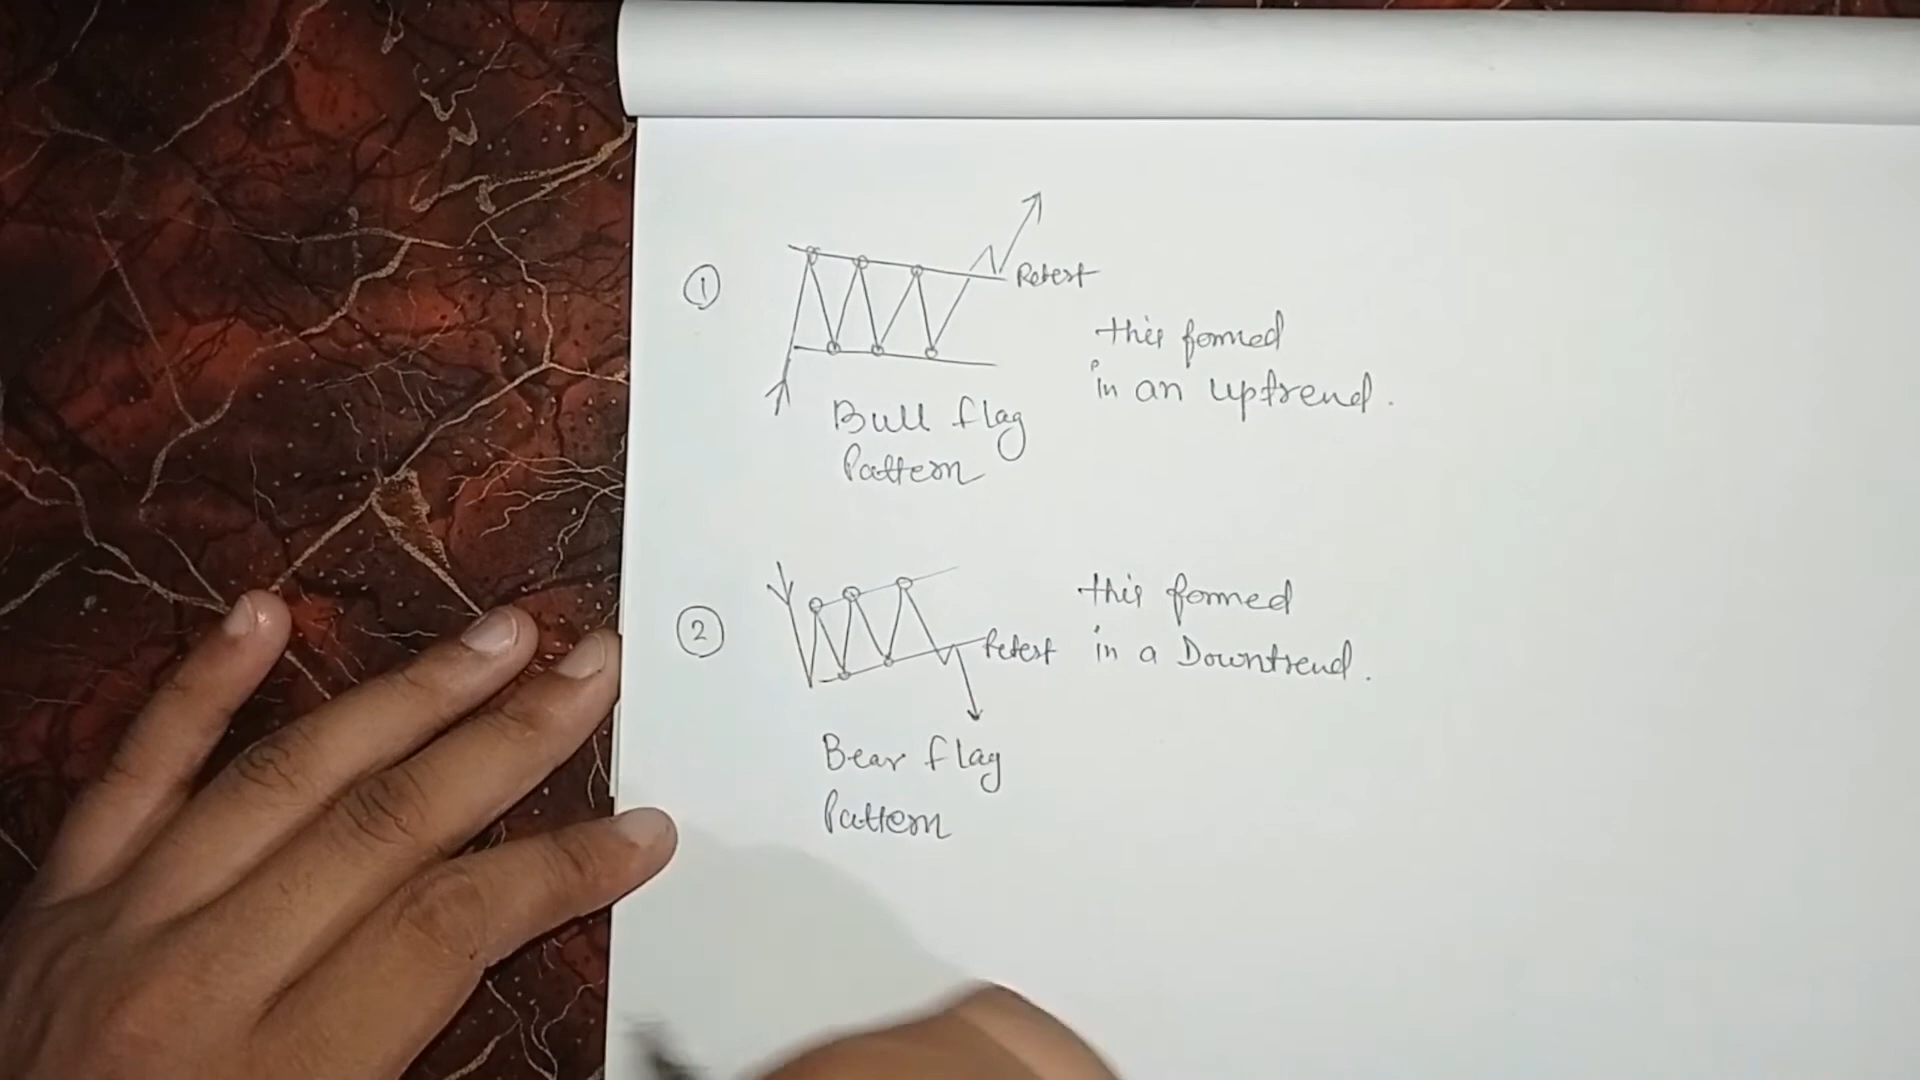 1
Retest
this formed
in an uptrend.
Bull flag
Pattern
2
this formed
Retest in a Downtrend.
Bear flag
Pattern